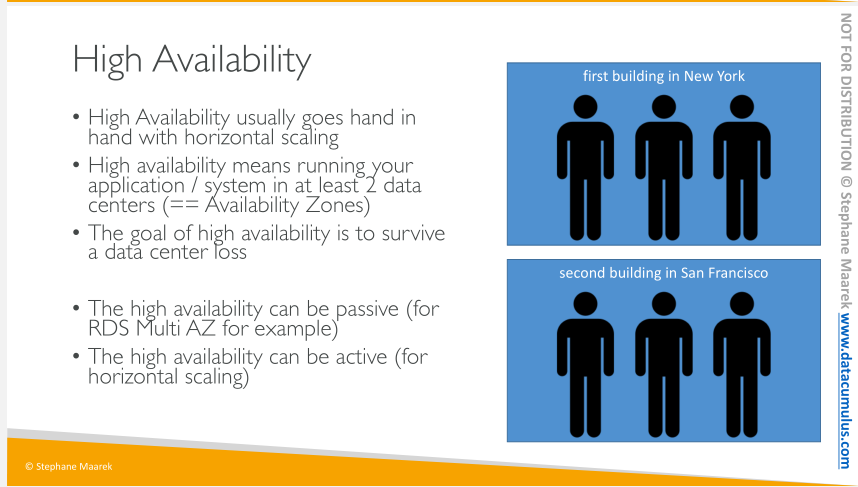 High Availability
• High Availability usually goes hand in
hand with horizontal scaling
• High availability means running your
application / system in at least 2 data
centers (== Availability Zones)
• The goal of high availability is to survive
a data center loss
• The high availability can be passive (for
RDS Multi AZ for example)
• The high availability can be active (for
horizontal scaling)
first building in New York
second building in San Francisco
© Stephane Maarek
NOT FOR DISTRIBUTION © Stephane Maarek www.datacumulus.com